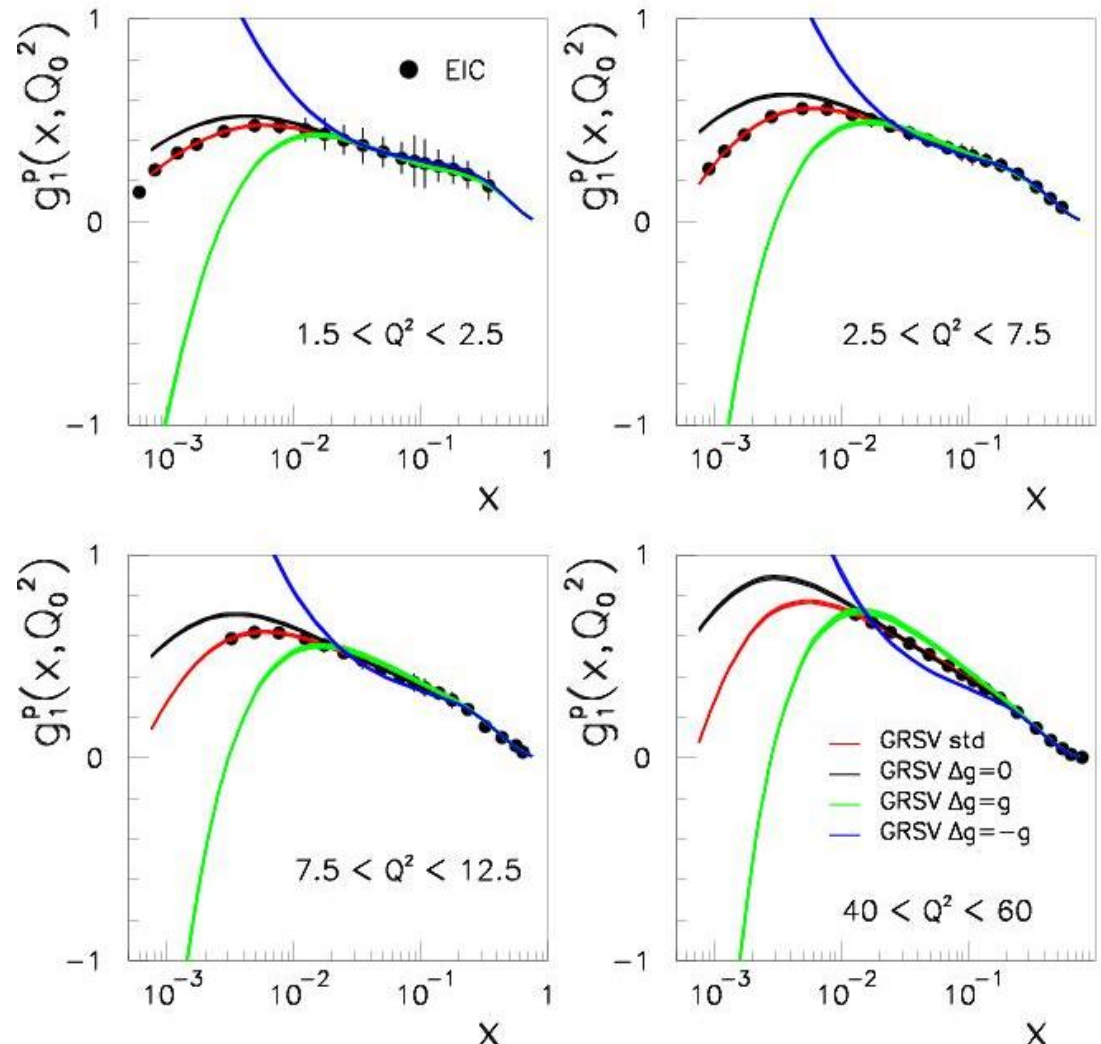 g₁ᵖ(x,Q₀²)
1
0
−1
EIC
1.5 < Q² < 2.5
10⁻³ 10⁻² 10⁻¹ 1
x
g₁ᵖ(x,Q₀²)
1
0
−1
2.5 < Q² < 7.5
10⁻³ 10⁻² 10⁻¹
x
g₁ᵖ(x,Q₀²)
1
0
−1
7.5 < Q² < 12.5
10⁻³ 10⁻² 10⁻¹ 1
x
g₁ᵖ(x,Q₀²)
1
0
−1
GRSV std
GRSV Δg=0
GRSV Δg=g
GRSV Δg=−g
40 < Q² < 60
10⁻³ 10⁻² 10⁻¹
x